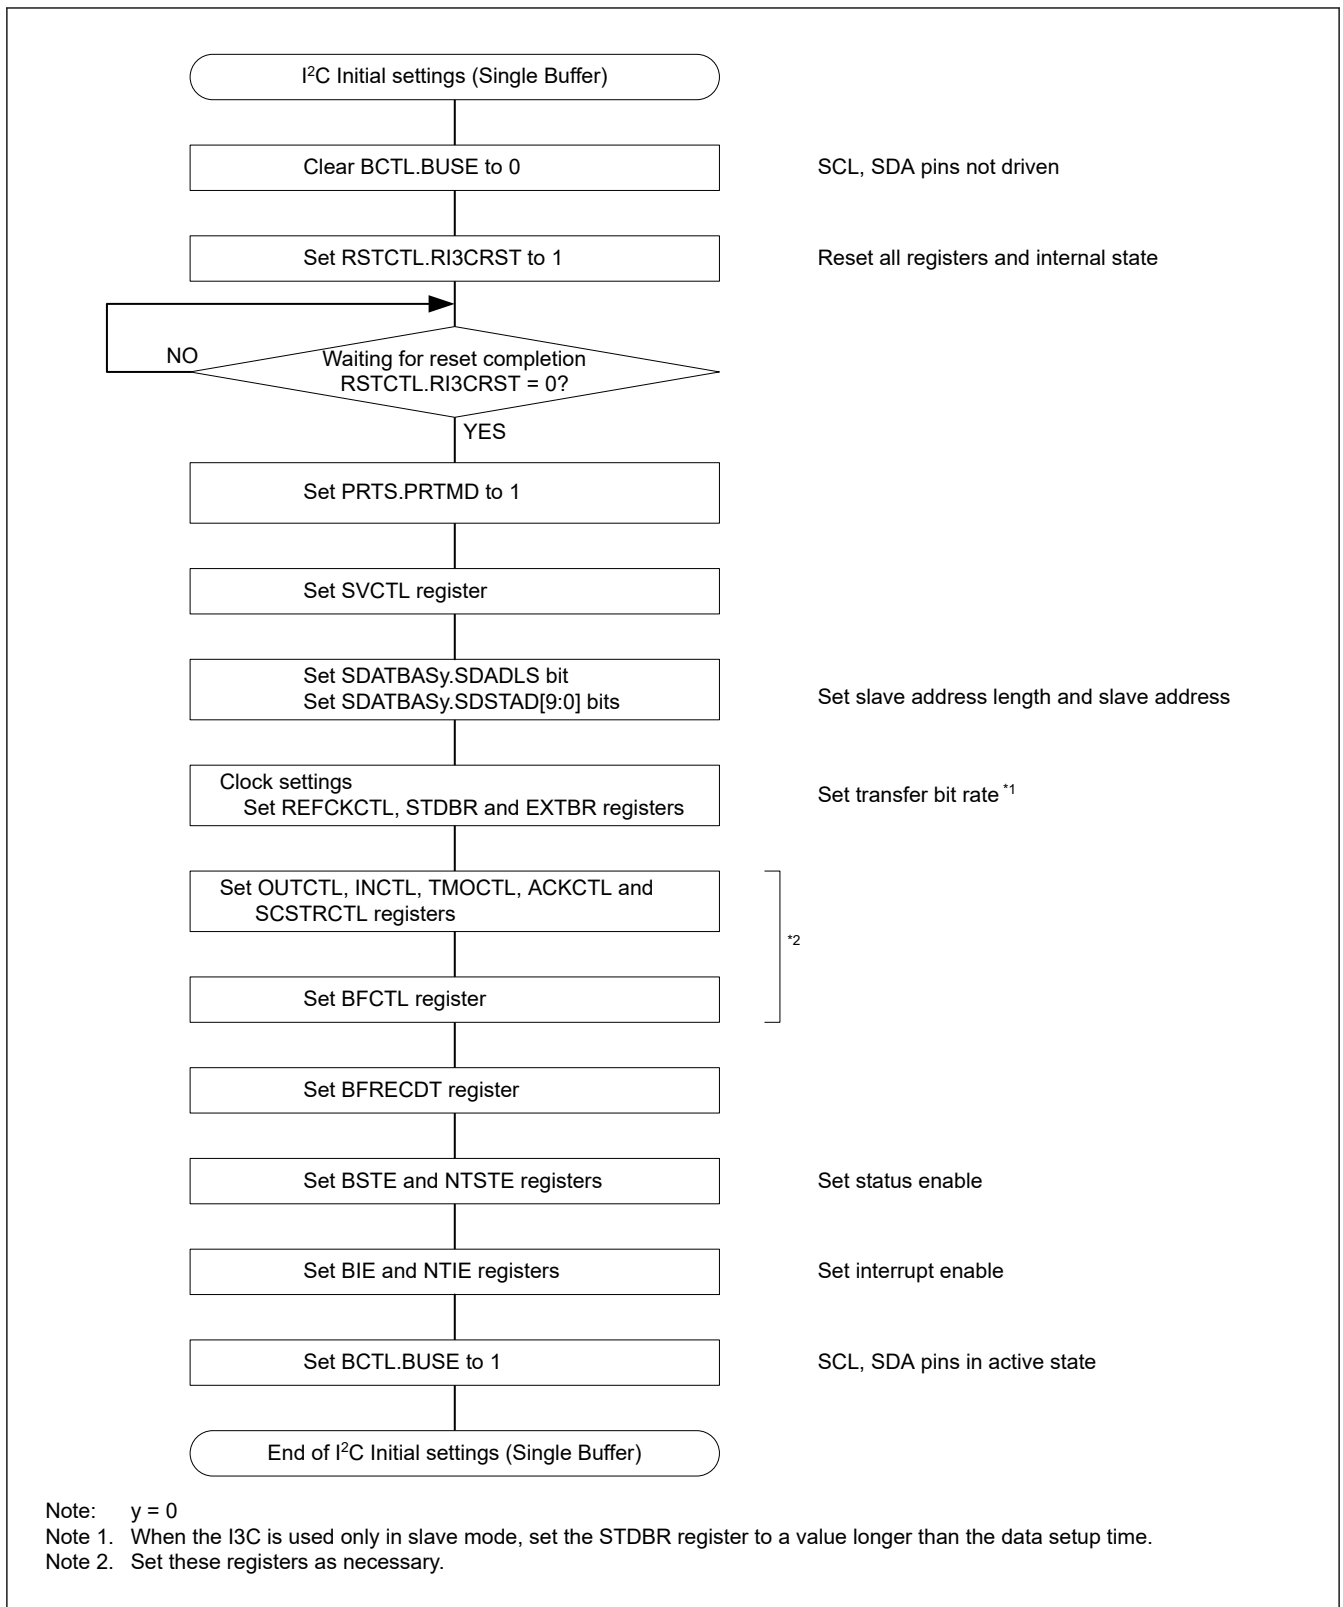 I²C Initial settings (Single Buffer)
Clear BCTL.BUSE to 0
SCL, SDA pins not driven
Set RSTCTL.RI3CRST to 1
Reset all registers and internal state
NO
Waiting for reset completion
RSTCTL.RI3CRST = 0?
YES
Set PRTS.PRTMD to 1
Set SVCTL register
Set SDATBASy.SDADLS bit
Set SDATBASy.SDSTAD[9:0] bits
Set slave address length and slave address
Clock settings
Set REFCKCTL, STDBR and EXTBR registers
Set transfer bit rate *1
Set OUTCTL, INCTL, TMOCTL, ACKCTL and
SCSTRCTL registers
*2
Set BFCTL register
Set BFRECDT register
Set BSTE and NTSTE registers
Set status enable
Set BIE and NTIE registers
Set interrupt enable
Set BCTL.BUSE to 1
SCL, SDA pins in active state
End of I²C Initial settings (Single Buffer)
Note: y = 0
Note 1. When the I3C is used only in slave mode, set the STDBR register to a value longer than the data setup time.
Note 2. Set these registers as necessary.